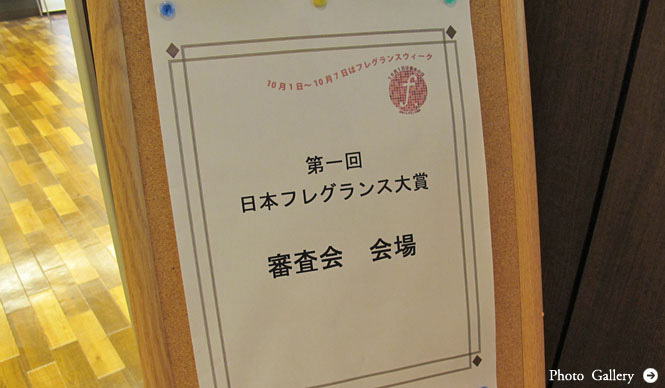 10月1日～10月7日はフレグランスウィーク
f
第一回
日本フレグランス大賞
審査会 会場
Photo Gallery